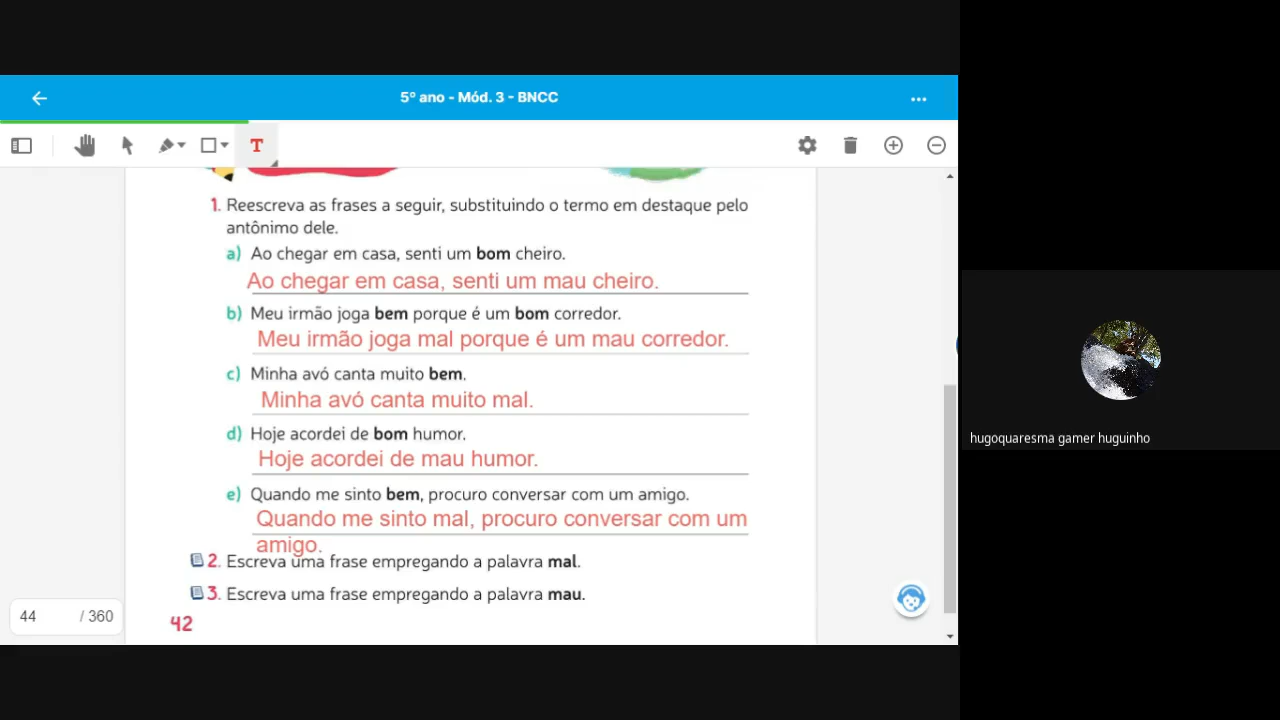 5º ano - Mód. 3 - BNCC
T
1. Reescreva as frases a seguir, substituindo o termo em destaque pelo
antônimo dele.
a) Ao chegar em casa, senti um bom cheiro.
Ao chegar em casa, senti um mau cheiro.
b) Meu irmão joga bem porque é um bom corredor.
Meu irmão joga mal porque é um mau corredor.
c) Minha avó canta muito bem.
Minha avó canta muito mal.
d) Hoje acordei de bom humor.
Hoje acordei de mau humor.
e) Quando me sinto bem, procuro conversar com um amigo.
Quando me sinto mal, procuro conversar com um
amigo.
2. Escreva uma frase empregando a palavra mal.
3. Escreva uma frase empregando a palavra mau.
44 / 360
42
hugoquaresma gamer huguinho